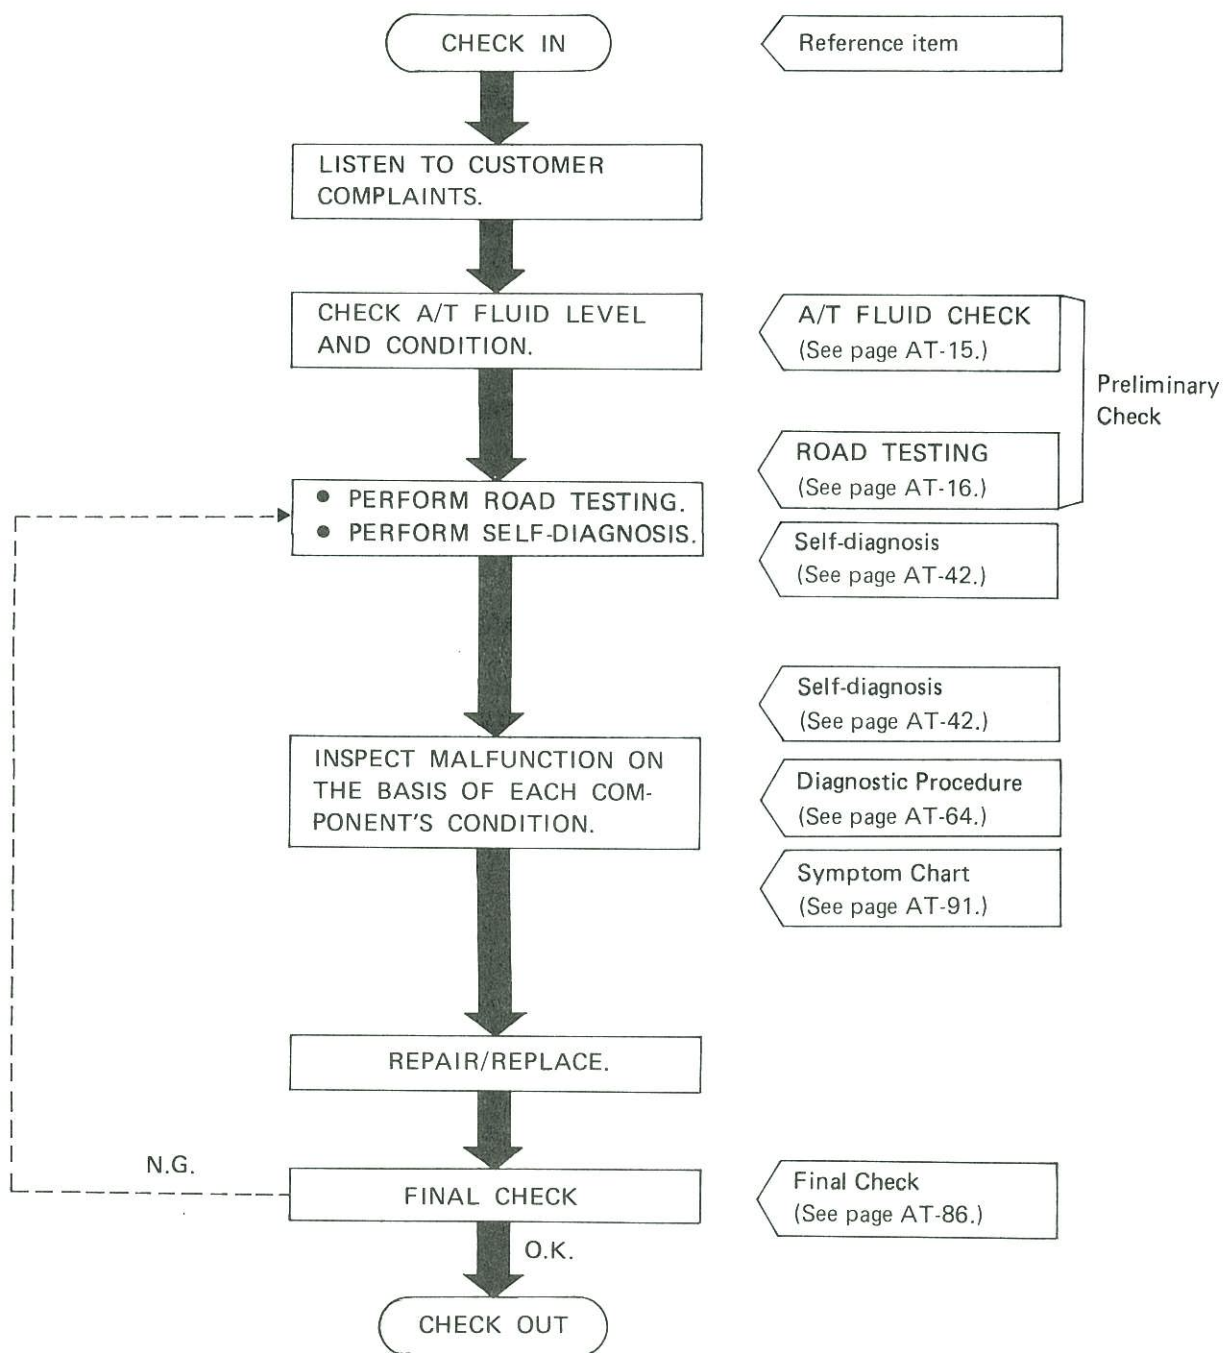 CHECK IN
Reference item
LISTEN TO CUSTOMER
COMPLAINTS.
CHECK A/T FLUID LEVEL
AND CONDITION.
A/T FLUID CHECK
(See page AT-15.)
Preliminary
Check
ROAD TESTING
(See page AT-16.)
• PERFORM ROAD TESTING.
• PERFORM SELF-DIAGNOSIS.
Self-diagnosis
(See page AT-42.)
Self-diagnosis
(See page AT-42.)
INSPECT MALFUNCTION ON
THE BASIS OF EACH COM-
PONENT'S CONDITION.
Diagnostic Procedure
(See page AT-64.)
Symptom Chart
(See page AT-91.)
REPAIR/REPLACE.
N.G.
FINAL CHECK
Final Check
(See page AT-86.)
O.K.
CHECK OUT